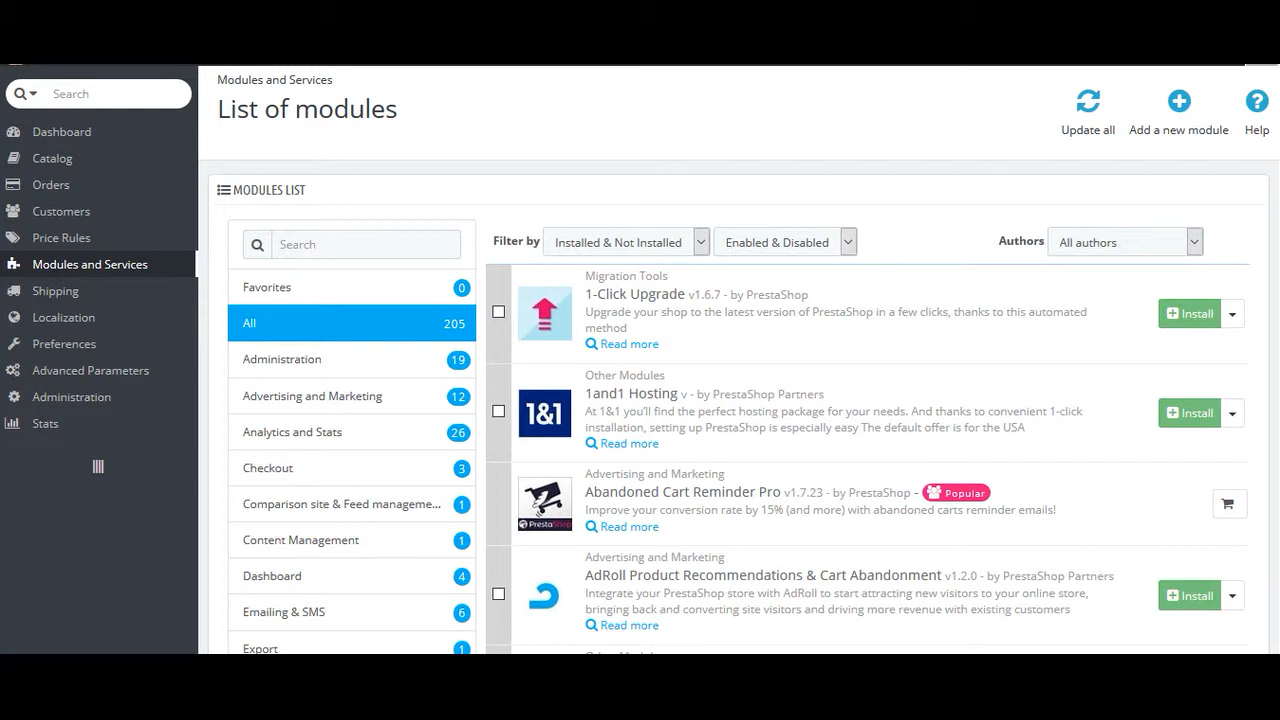 Search
Dashboard
Catalog
Orders
Customers
Price Rules
Modules and Services
Shipping
Localization
Preferences
Advanced Parameters
Administration
Stats
Modules and Services
List of modules
Update all
Add a new module
Help
MODULES LIST
Search
Favorites 0
All 205
Administration 19
Advertising and Marketing 12
Analytics and Stats 26
Checkout 3
Comparison site & Feed manageme... 1
Content Management 1
Dashboard 4
Emailing & SMS 6
Export 1
Filter by Installed & Not Installed Enabled & Disabled Authors All authors
Migration Tools
1-Click Upgrade v1.6.7 - by PrestaShop
Upgrade your shop to the latest version of PrestaShop in a few clicks, thanks to this automated
method
Read more
Install
Other Modules
1&1
1and1 Hosting v - by PrestaShop Partners
At 1&1 you'll find the perfect hosting package for your needs. And thanks to convenient 1-click
installation, setting up PrestaShop is especially easy The default offer is for the USA
Read more
Install
Advertising and Marketing
PrestaShop
Abandoned Cart Reminder Pro v1.7.23 - by PrestaShop - Popular
Improve your conversion rate by 15% (and more) with abandoned carts reminder emails!
Read more
Advertising and Marketing
AdRoll Product Recommendations & Cart Abandonment v1.2.0 - by PrestaShop Partners
Integrate your PrestaShop store with AdRoll to start attracting new visitors to your online store,
bringing back and converting site visitors and driving more revenue with existing customers
Read more
Install